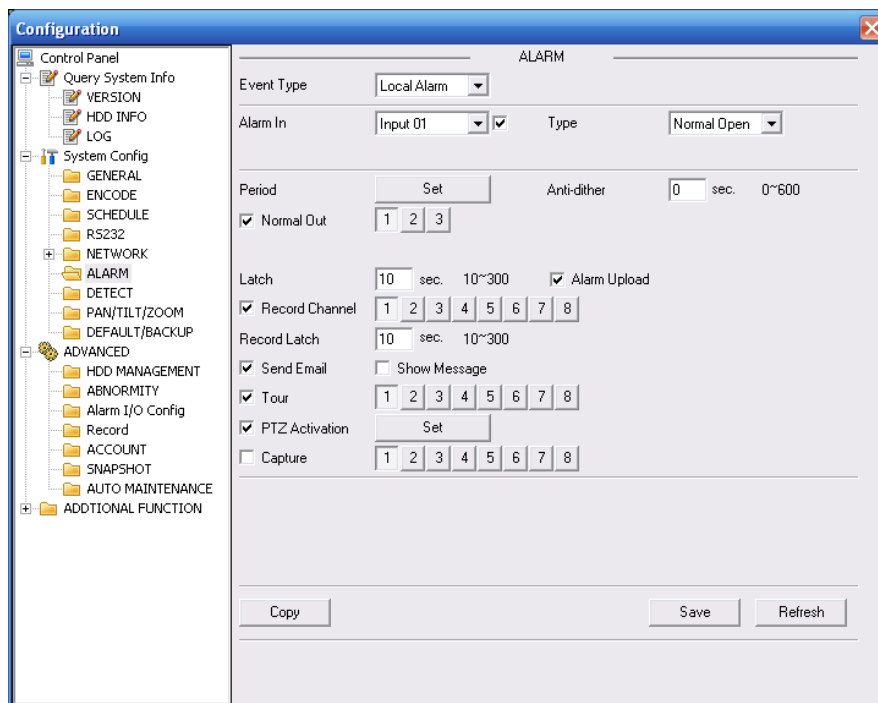 Configuration
Control Panel
Query System Info
VERSION
HDD INFO
LOG
System Config
GENERAL
ENCODE
SCHEDULE
RS232
NETWORK
ALARM
DETECT
PAN/TILT/ZOOM
DEFAULT/BACKUP
ADVANCED
HDD MANAGEMENT
ABNORMITY
Alarm I/O Config
Record
ACCOUNT
SNAPSHOT
AUTO MAINTENANCE
ADDTIONAL FUNCTION
ALARM
Event Type Local Alarm
Alarm In Input 01 Type Normal Open
Period Set Anti-dither 0 sec. 0~600
Normal Out 1 2 3
Latch 10 sec. 10~300 Alarm Upload
Record Channel 1 2 3 4 5 6 7 8
Record Latch 10 sec. 10~300
Send Email Show Message
Tour 1 2 3 4 5 6 7 8
PTZ Activation Set
Capture 1 2 3 4 5 6 7 8
Copy Save Refresh